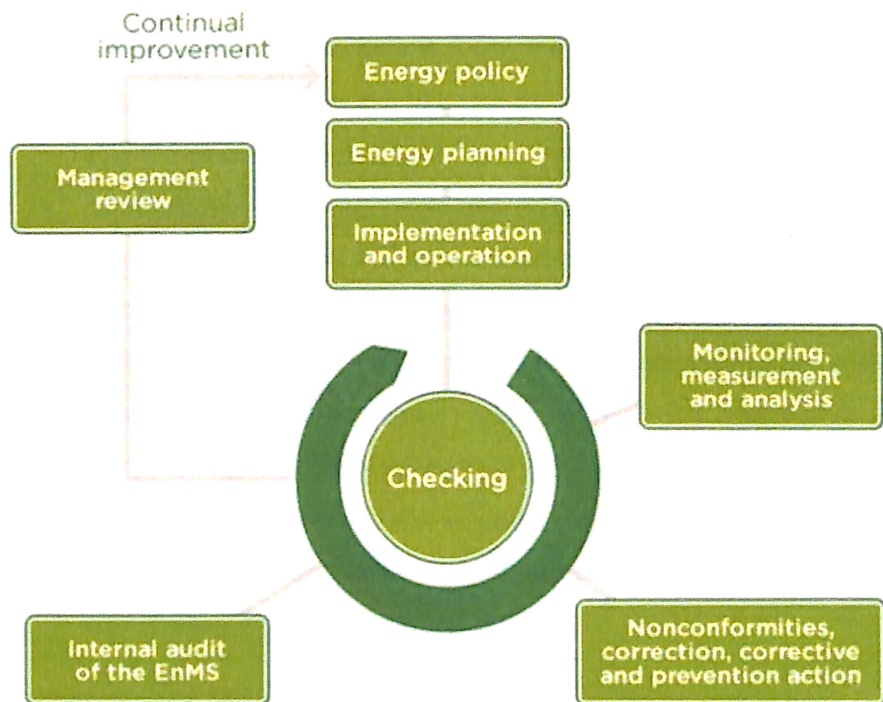 Continual
improvement
Energy policy
Energy planning
Management
review
Implementation
and operation
Monitoring,
measurement
and analysis
Checking
Internal audit
of the EnMS
Nonconformities,
correction, corrective
and prevention action